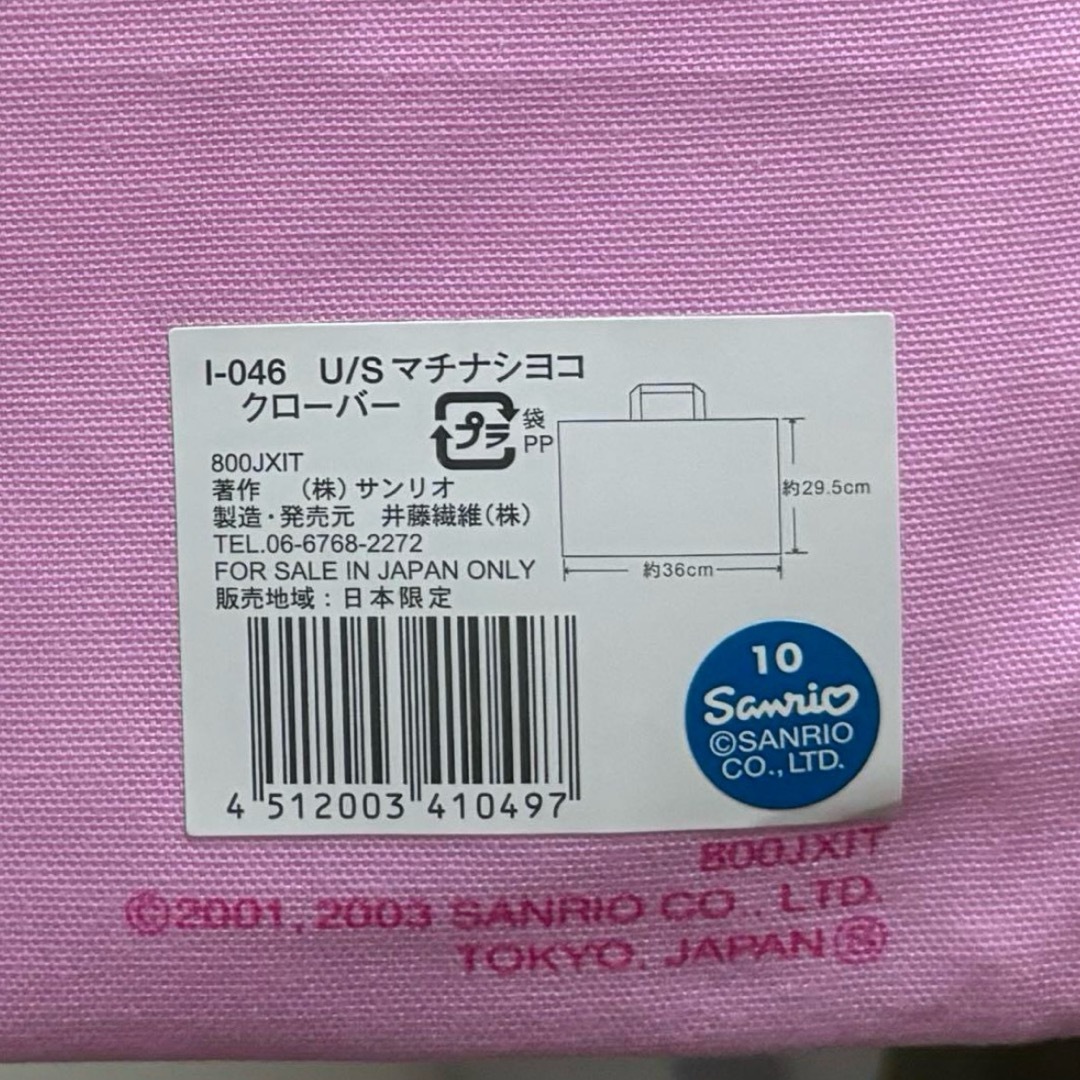 I-046 U/Sマチナシヨコ
クローバー
プラ
袋
PP
800JXIT
著作 (株)サンリオ
製造・発売元 井藤繊維(株)
TEL.06-6768-2272
FOR SALE IN JAPAN ONLY
販売地域:日本限定
約29.5cm
約36cm
4 512003 410497
10
Sanrio
©SANRIO
CO.,LTD.
800JXIT
©2001,2003 SANRIO CO., LTD.
TOKYO, JAPAN Ⓢ